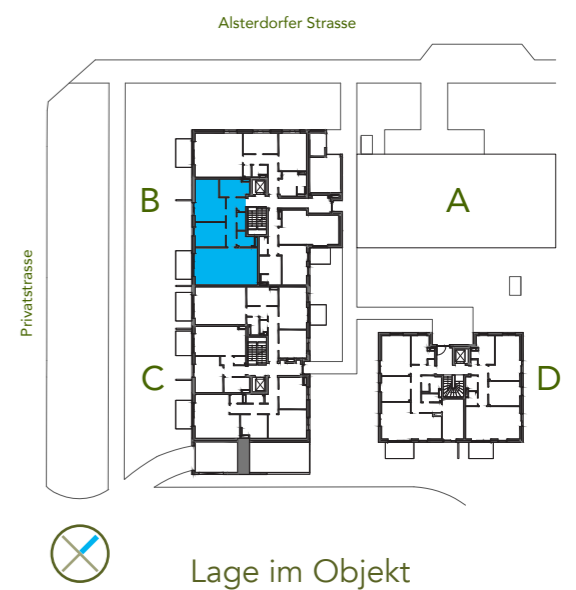 Alsterdorfer Strasse
B
A
Privatstrasse
C
D
Lage im Objekt